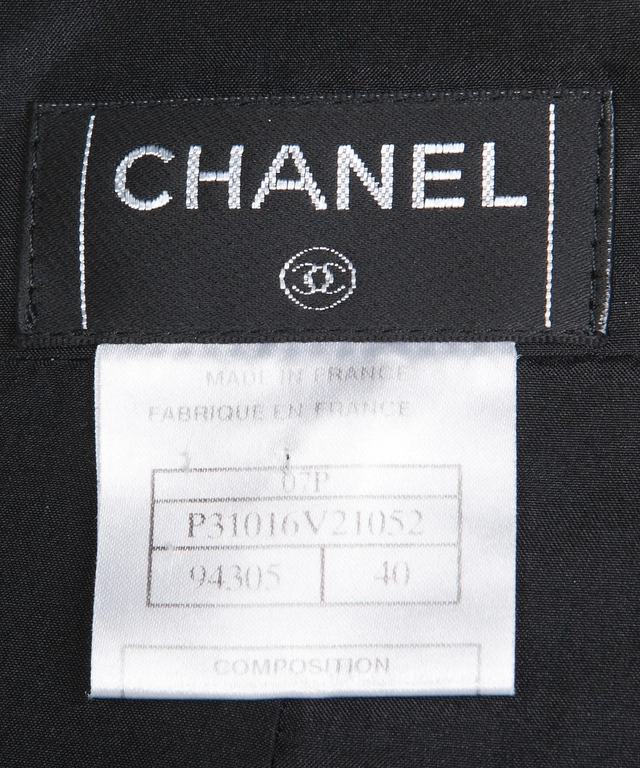 CHANEL
MADE IN FRANCE
FABRIQUE EN FRANCE
07P
P31016V21052
94305 40
COMPOSITION